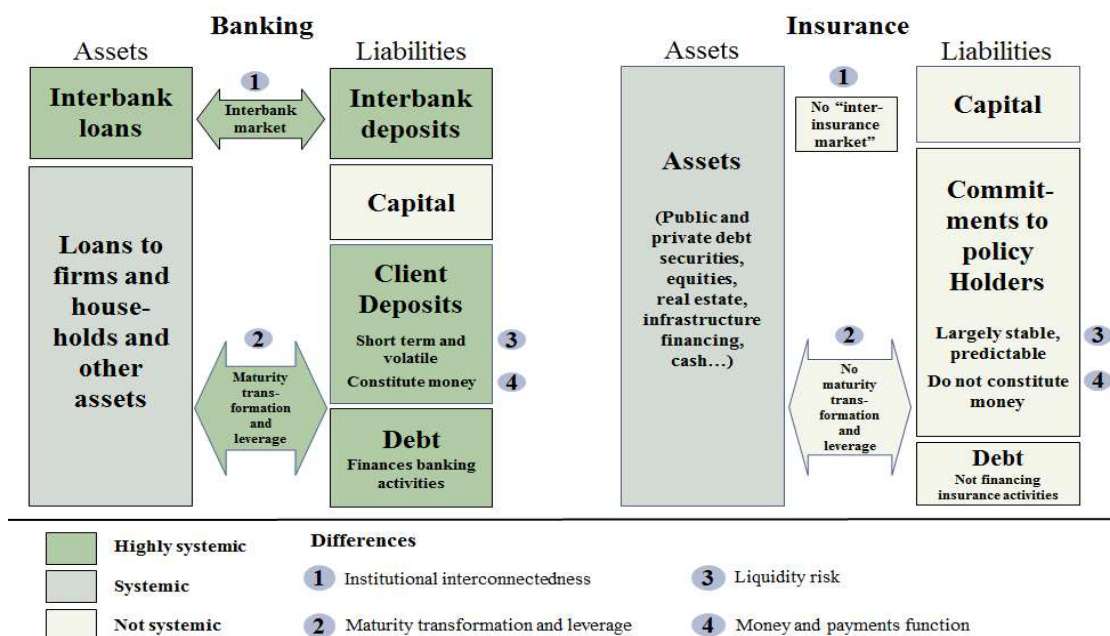 Banking
Assets
Liabilities
Interbank
loans
1
Interbank
market
Interbank
deposits
Capital
Loans to
firms and
house-
holds and
other
assets
2
Maturity
trans-
formation
and
leverage
Client
Deposits
Short term and
volatile
3
Constitute money
4
Debt
Finances banking
activities
Insurance
Assets
Liabilities
Assets
(Public and
private debt
securities,
equities,
real estate,
infrastructure
financing,
cash...)
1
No “inter-
insurance
market”
Capital
Commit-
ments to
policy
Holders
2
No
maturity
trans-
formation
and
leverage
Largely stable,
predictable
3
Do not constitute
money
4
Debt
Not financing
insurance activities
Highly systemic
Systemic
Not systemic
Differences
1 Institutional interconnectedness
2 Maturity transformation and leverage
3 Liquidity risk
4 Money and payments function